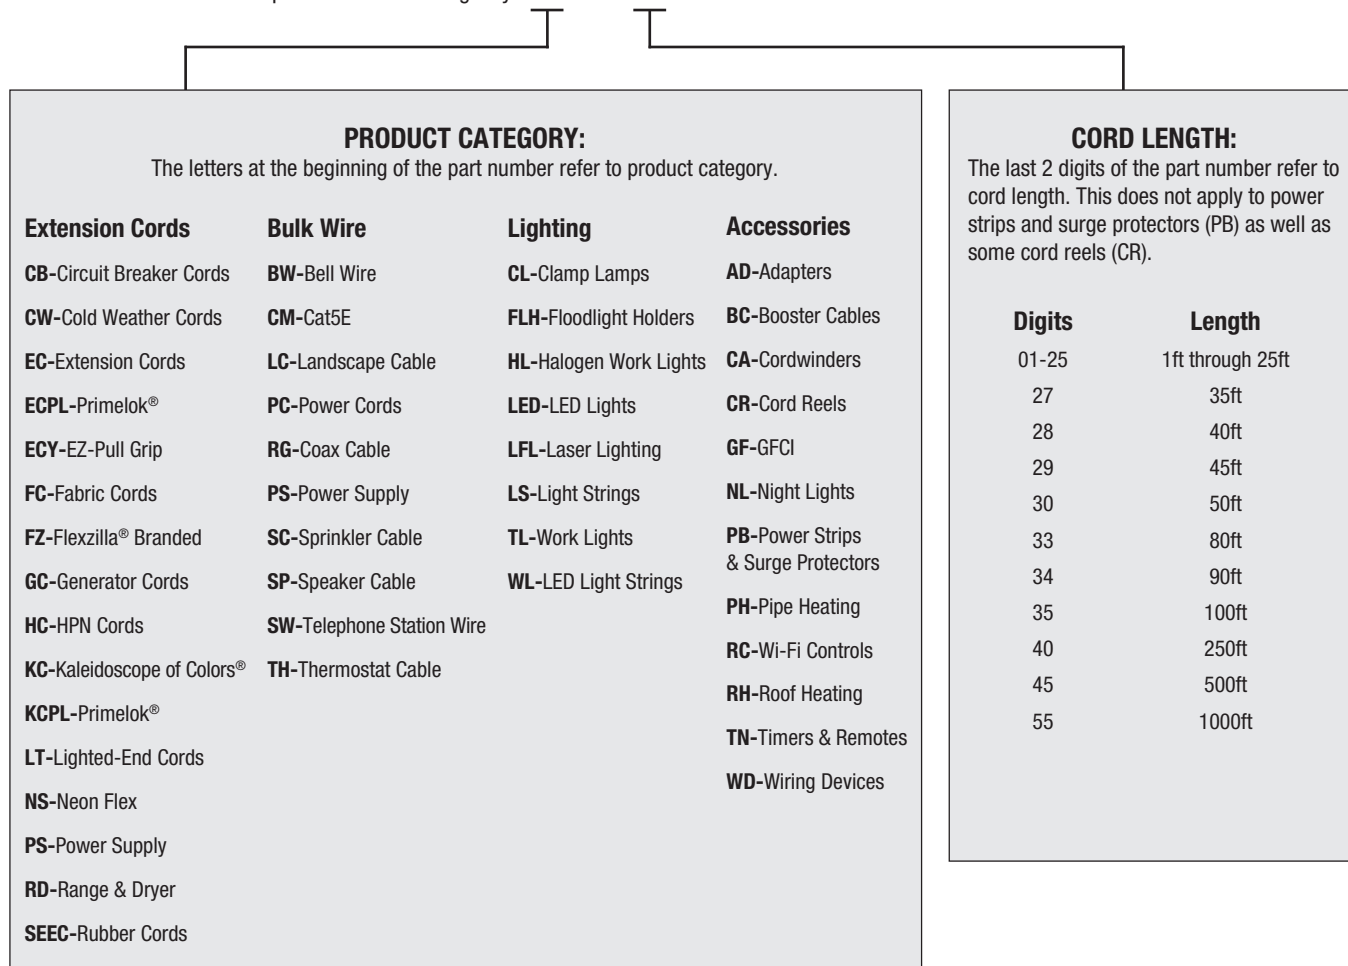 PRODUCT CATEGORY:
The letters at the beginning of the part number refer to product category.
Extension Cords
CB-Circuit Breaker Cords
CW-Cold Weather Cords
EC-Extension Cords
ECPL-Primelok®
ECY-EZ-Pull Grip
FC-Fabric Cords
FZ-Flexzilla® Branded
GC-Generator Cords
HC-HPN Cords
KC-Kaleidoscope of Colors®
KCPL-Primelok®
LT-Lighted-End Cords
NS-Neon Flex
PS-Power Supply
RD-Range & Dryer
SEEC-Rubber Cords
Bulk Wire
BW-Bell Wire
CM-Cat5E
LC-Landscape Cable
PC-Power Cords
RG-Coax Cable
PS-Power Supply
SC-Sprinkler Cable
SP-Speaker Cable
SW-Telephone Station Wire
TH-Thermostat Cable
Lighting
CL-Clamp Lamps
FLH-Floodlight Holders
HL-Halogen Work Lights
LED-LED Lights
LFL-Laser Lighting
LS-Light Strings
TL-Work Lights
WL-LED Light Strings
Accessories
AD-Adapters
BC-Booster Cables
CA-Cordwinders
CR-Cord Reels
GF-GFCI
NL-Night Lights
PB-Power Strips
& Surge Protectors
PH-Pipe Heating
RC-Wi-Fi Controls
RH-Roof Heating
TN-Timers & Remotes
WD-Wiring Devices
CORD LENGTH:
The last 2 digits of the part number refer to
cord length. This does not apply to power
strips and surge protectors (PB) as well as
some cord reels (CR).
Digits Length
01-25 1ft through 25ft
27 35ft
28 40ft
29 45ft
30 50ft
33 80ft
34 90ft
35 100ft
40 250ft
45 500ft
55 1000ft